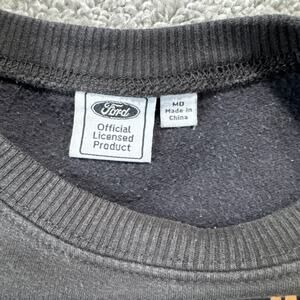 Ford
Official
Licensed
Product
MD
Made in
China